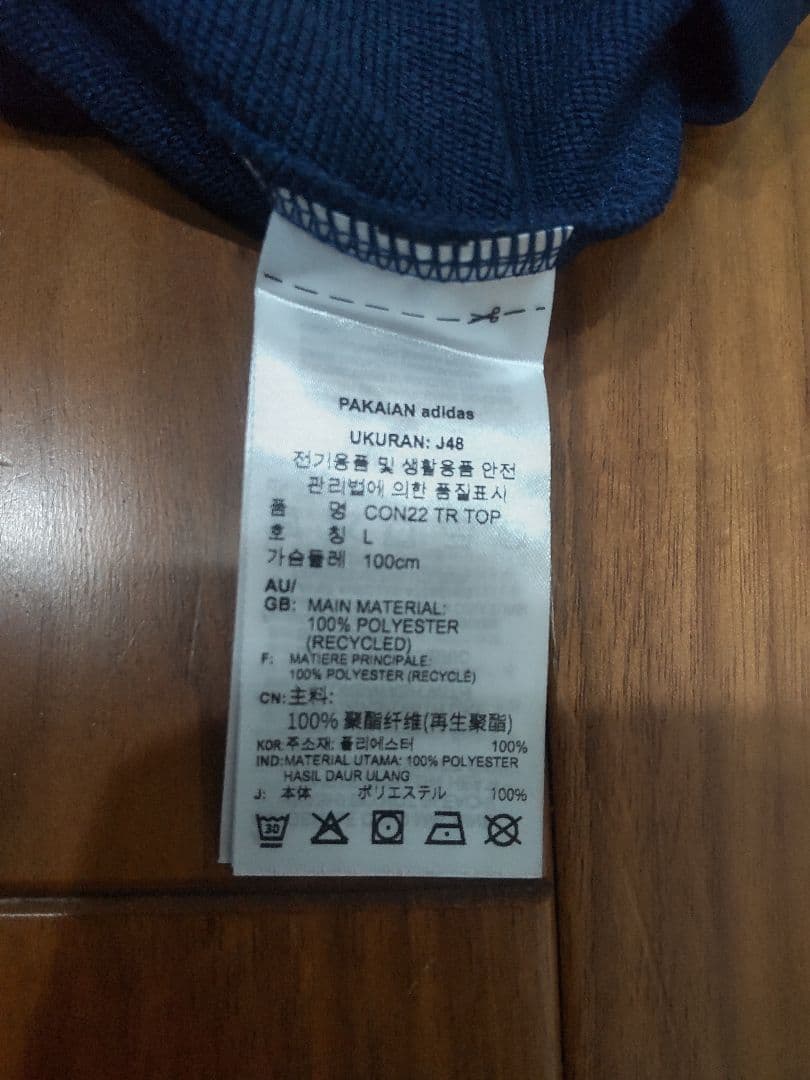 PAKAIAN adidas
UKURAN: J48
전기용품 및 생활용품 안전
관리법에 의한 품질표시
품 명 CON22 TR TOP
호 칭 L
가슴둘레 100cm
AU/
GB: MAIN MATERIAL:
100% POLYESTER
(RECYCLED)
F: MATIERE PRINCIPALE:
100% POLYESTER (RECYCLÉ)
CN: 主料:
100% 聚酯纤维(再生聚酯)
KOR: 주소재: 폴리에스터 100%
IND: MATERIAL UTAMA: 100% POLYESTER
HASIL DAUR ULANG
J: 本体 ポリエステル 100%
30